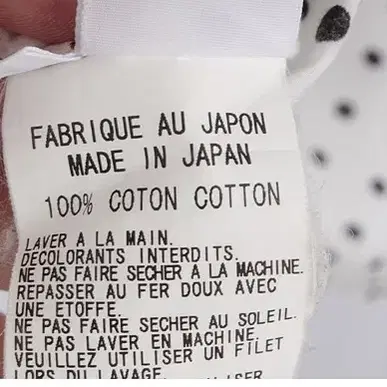 FABRIQUE AU JAPON
MADE IN JAPAN
100% COTON COTTON
LAVER A LA MAIN.
DECOLORANTS INTERDITS.
NE PAS FAIRE SECHER A LA MACHINE.
REPASSER AU FER DOUX AVEC
UNE ETOFFE.
NE PAS FAIRE SECHER AU SOLEIL.
NE PAS LAVER EN MACHINE,
VEUILLEZ UTILISER UN FILET
LORS DU LAVAGE